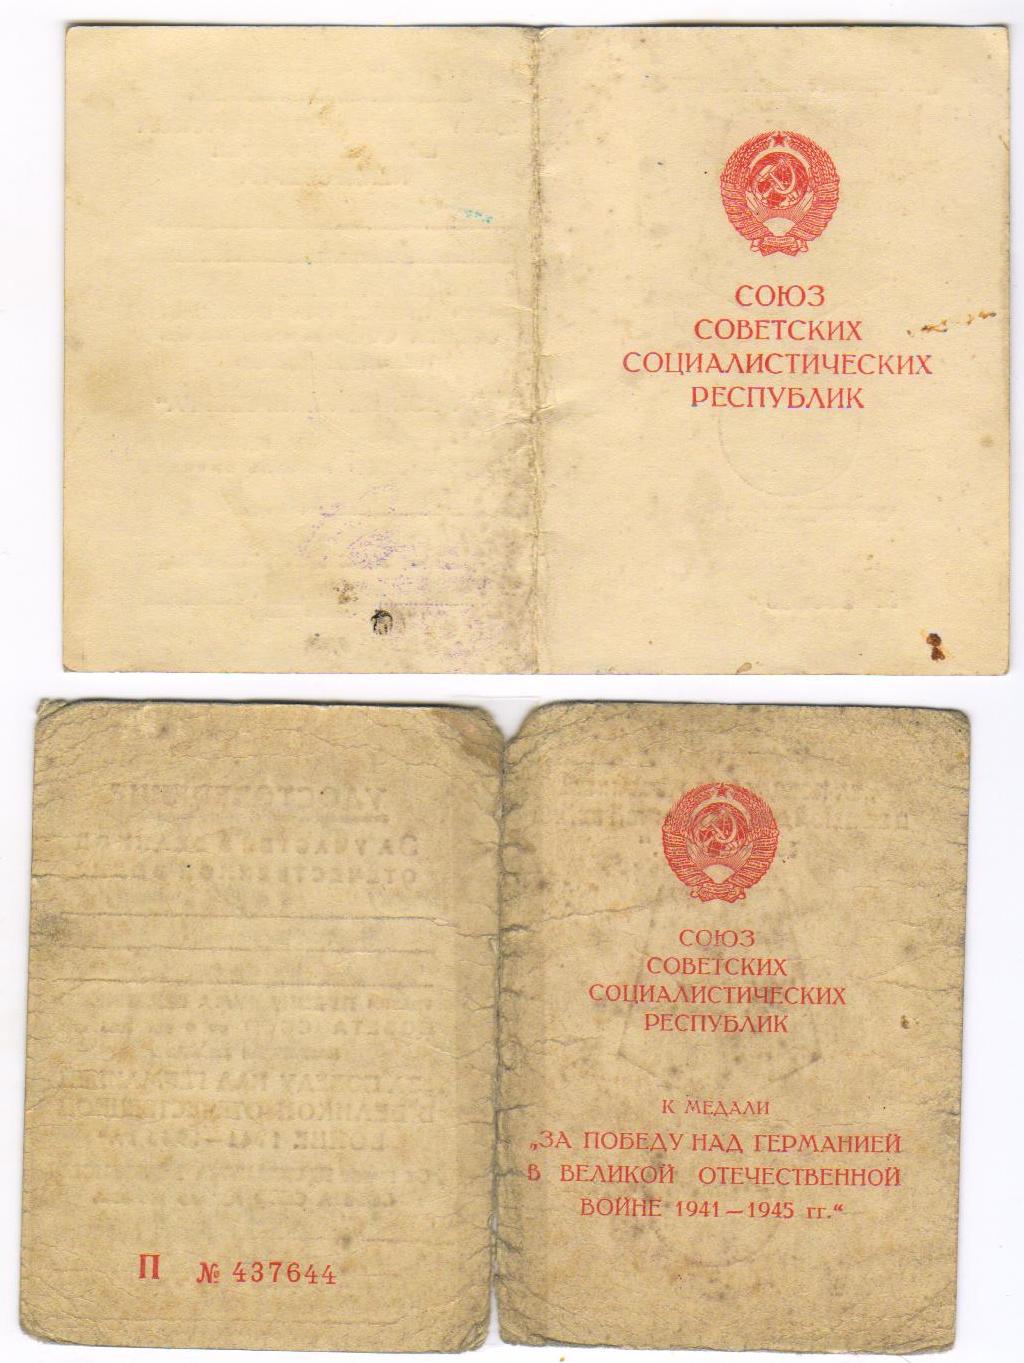 СОЮЗ
СОВЕТСКИХ
СОЦИАЛИСТИЧЕСКИХ
РЕСПУБЛИК
П № 437644
СОЮЗ
СОВЕТСКИХ
СОЦИАЛИСТИЧЕСКИХ
РЕСПУБЛИК
К МЕДАЛИ
„ЗА ПОБЕДУ НАД ГЕРМАНИЕЙ
В ВЕЛИКОЙ ОТЕЧЕСТВЕННОЙ
ВОЙНЕ 1941—1945 гг.“